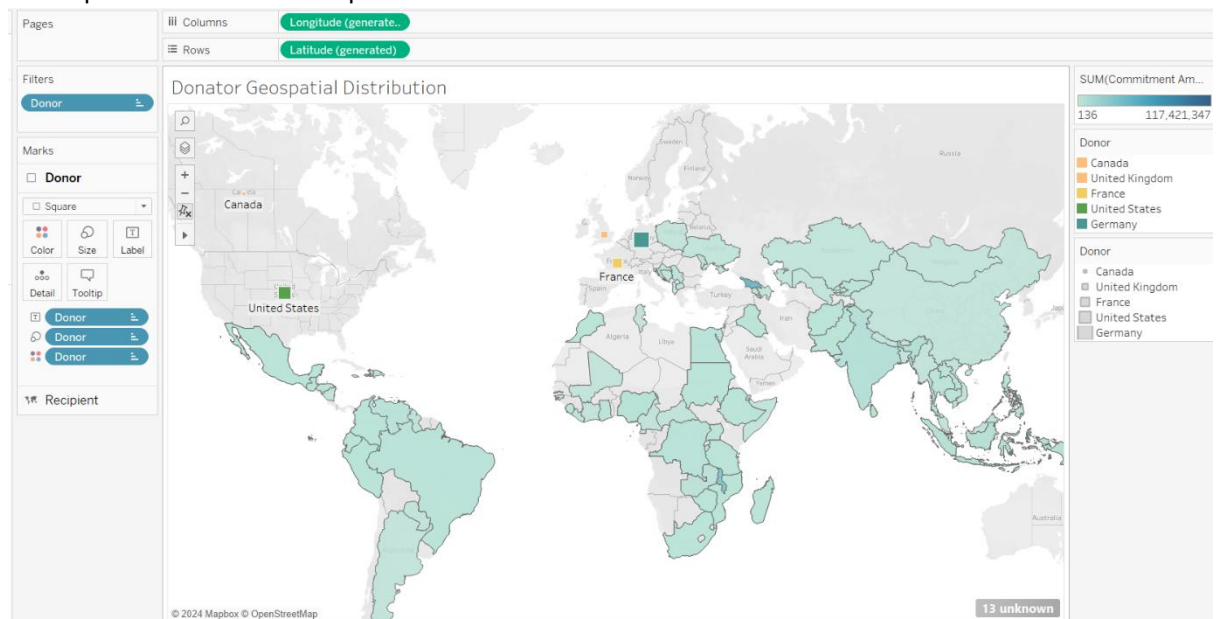 Pages
iii Columns
Longitude (generate..
Rows
Latitude (generated)
Filters
Donor
Marks
Donor
Square
Color
Size
Label
Detail
Tooltip
Donor
Donor
Donor
Recipient
Donator Geospatial Distribution
Sweden
Finland
Norway
Russia
Canada
Belarus
France
Spain
Italy
Turkey
United States
Iran
Algeria
Libya
Saudi
Arabia
Yemen
Australia
© 2024 Mapbox © OpenStreetMap
13 unknown
SUM(Commitment Am...
136
117,421,347
Donor
Canada
United Kingdom
France
United States
Germany
Donor
Canada
United Kingdom
France
United States
Germany